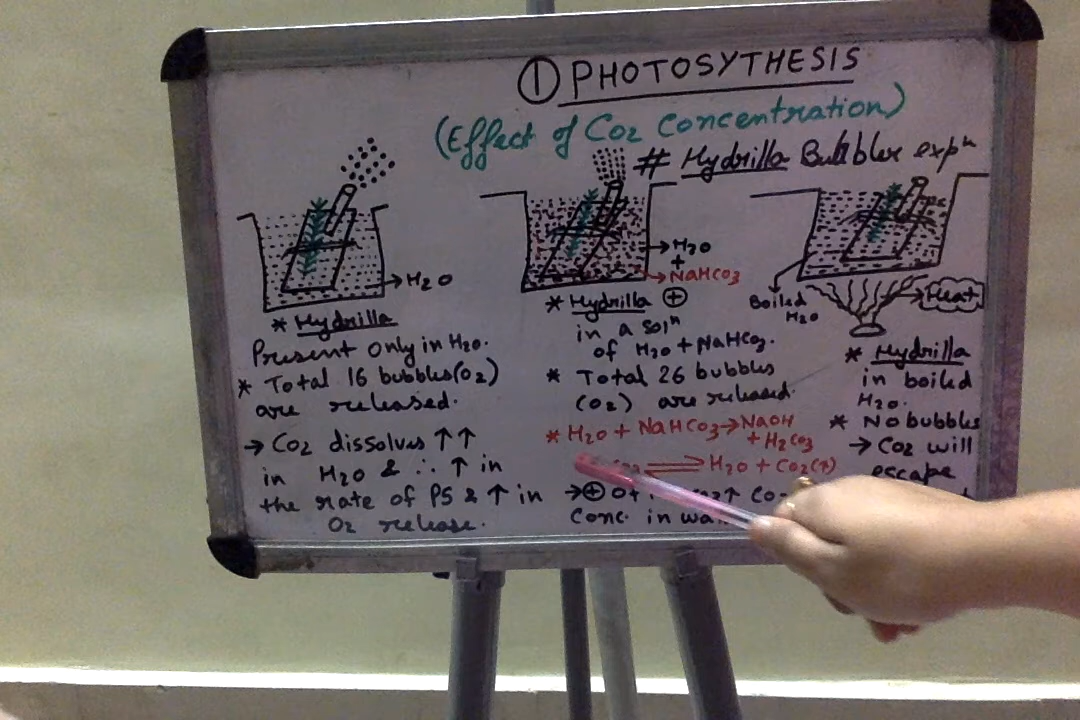 ① PHOTOSYTHESIS
(Effect of Co2 Concentration)
# Hydrilla Bubbles expⁿ
→ H2O
* Hydrilla
Present Only in H2O.
* Total 16 bubbles (O2)
are released.
→ CO2 dissolves ↑↑
in H2O & ∴ ↑ in
the rate of PS & ↑ in
O2 release.
→ H2O
+
→ NaHCO3
* Hydrilla ⊕
in a Solⁿ
of H2O + NaHCO3.
* Total 26 bubbles
(O2) are released.
* H2O + NaHCO3 → NaOH
+ H2CO3
⇌ H2O + CO2(↑)
→ ⊕ Of ↑ Co
Conc. in
Boiled
H2O
Heat
* Hydrilla
in boiled
H2O.
* No bubbles
→ CO2 will
escape